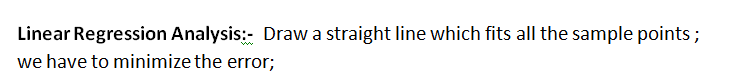 Linear Regression Analysis:- Draw a straight line which fits all the sample points ;
we have to minimize the error;